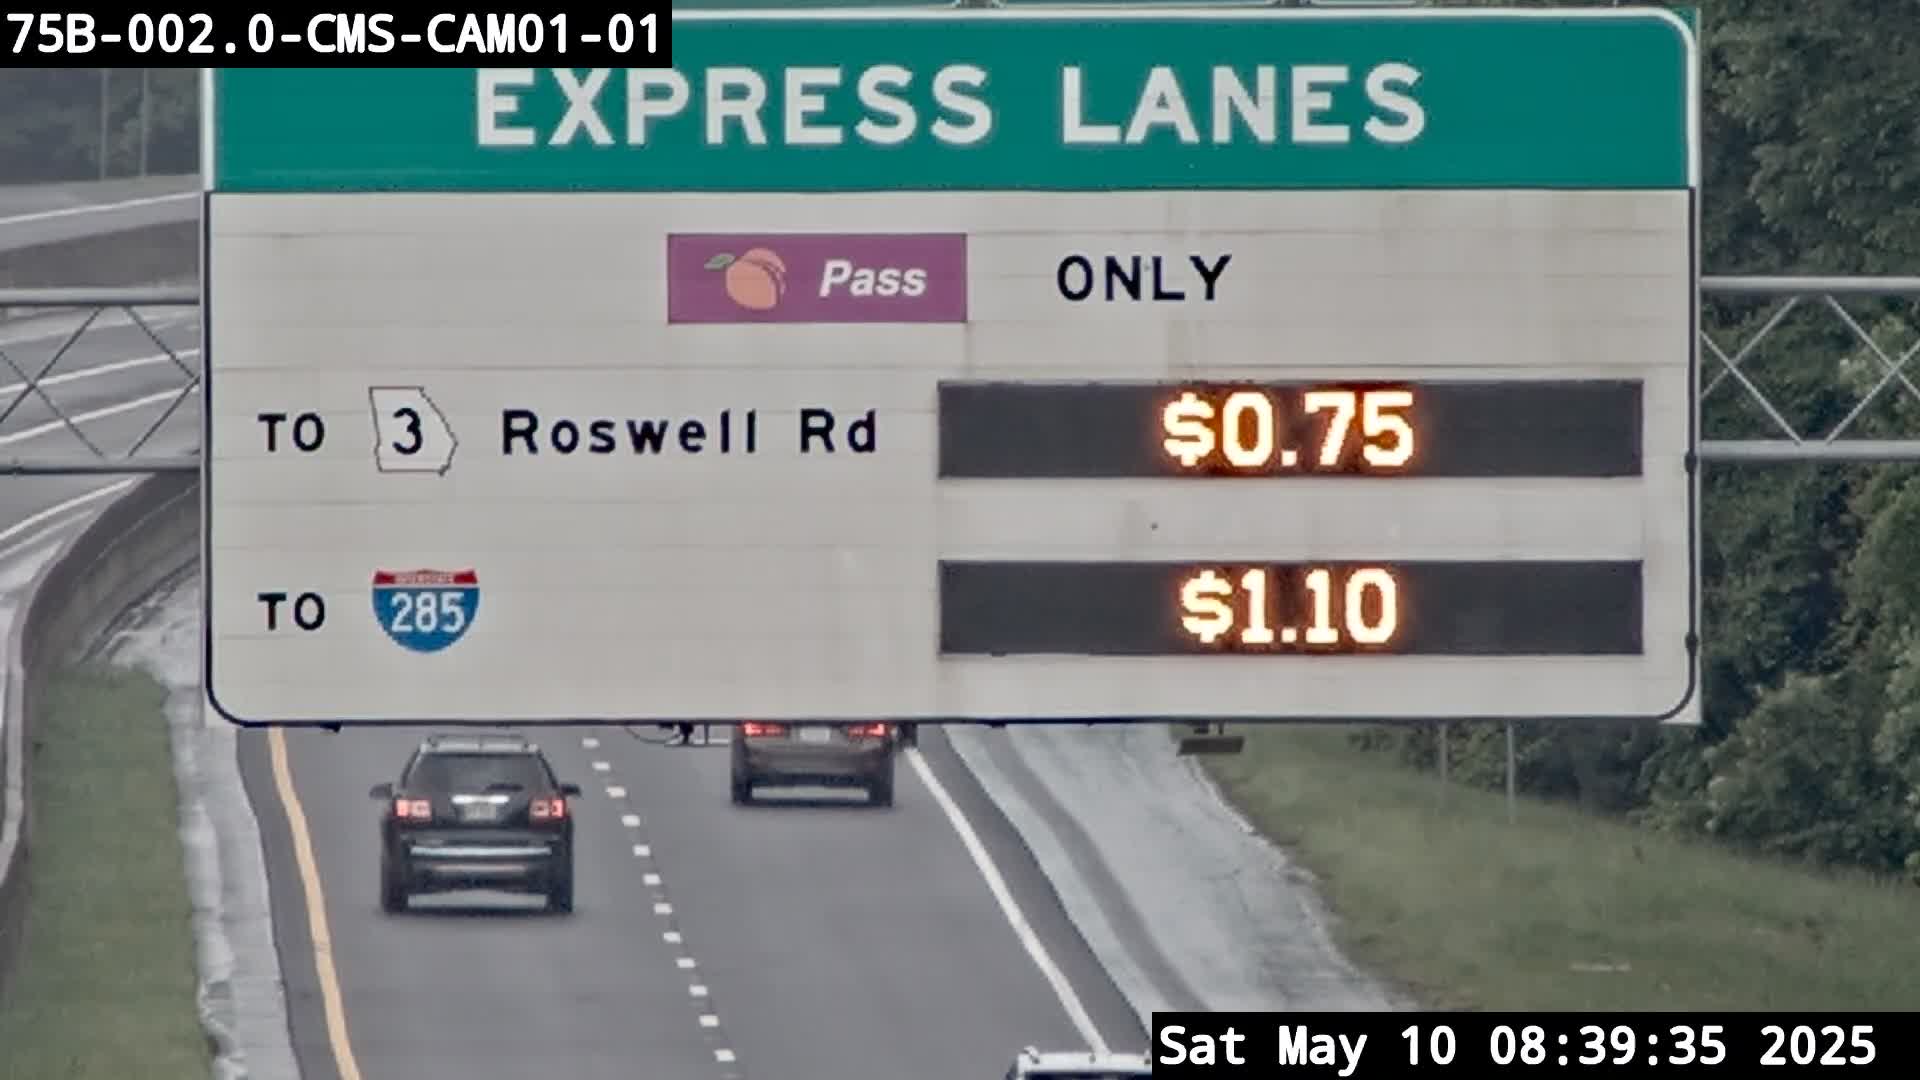 75B-002.0-CMS-CAM01-01
EXPRESS LANES
Pass ONLY
TO 3 Roswell Rd $0.75
TO 285 $1.10
Sat May 10 08:39:35 2025